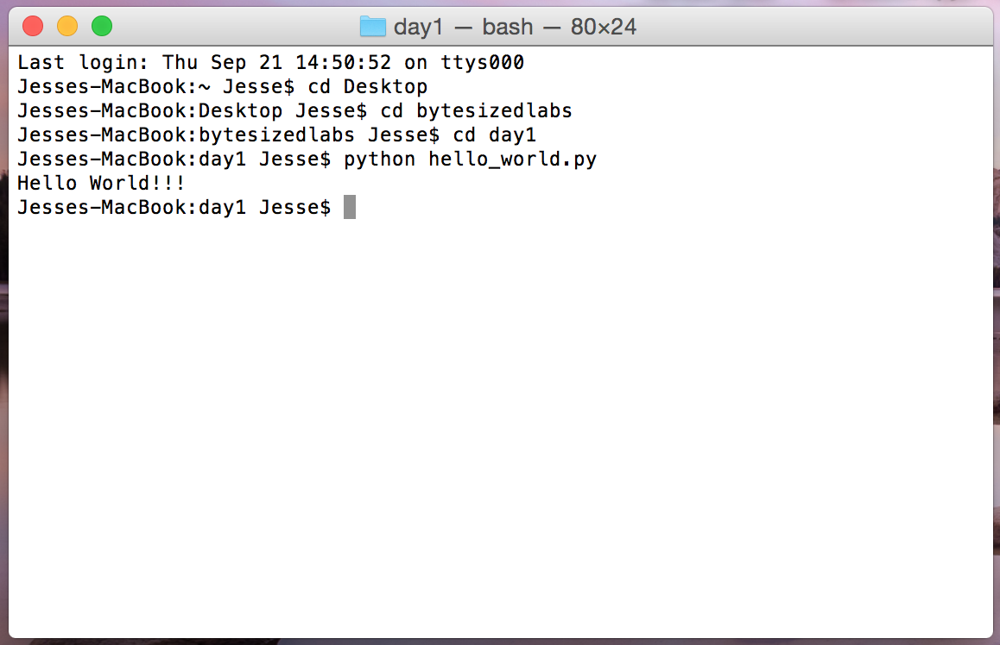 day1 — bash — 80×24
Last login: Thu Sep 21 14:50:52 on ttys000
Jesses-MacBook:~ Jesse$ cd Desktop
Jesses-MacBook:Desktop Jesse$ cd bytesizedlabs
Jesses-MacBook:bytesizedlabs Jesse$ cd day1
Jesses-MacBook:day1 Jesse$ python hello_world.py
Hello World!!!
Jesses-MacBook:day1 Jesse$